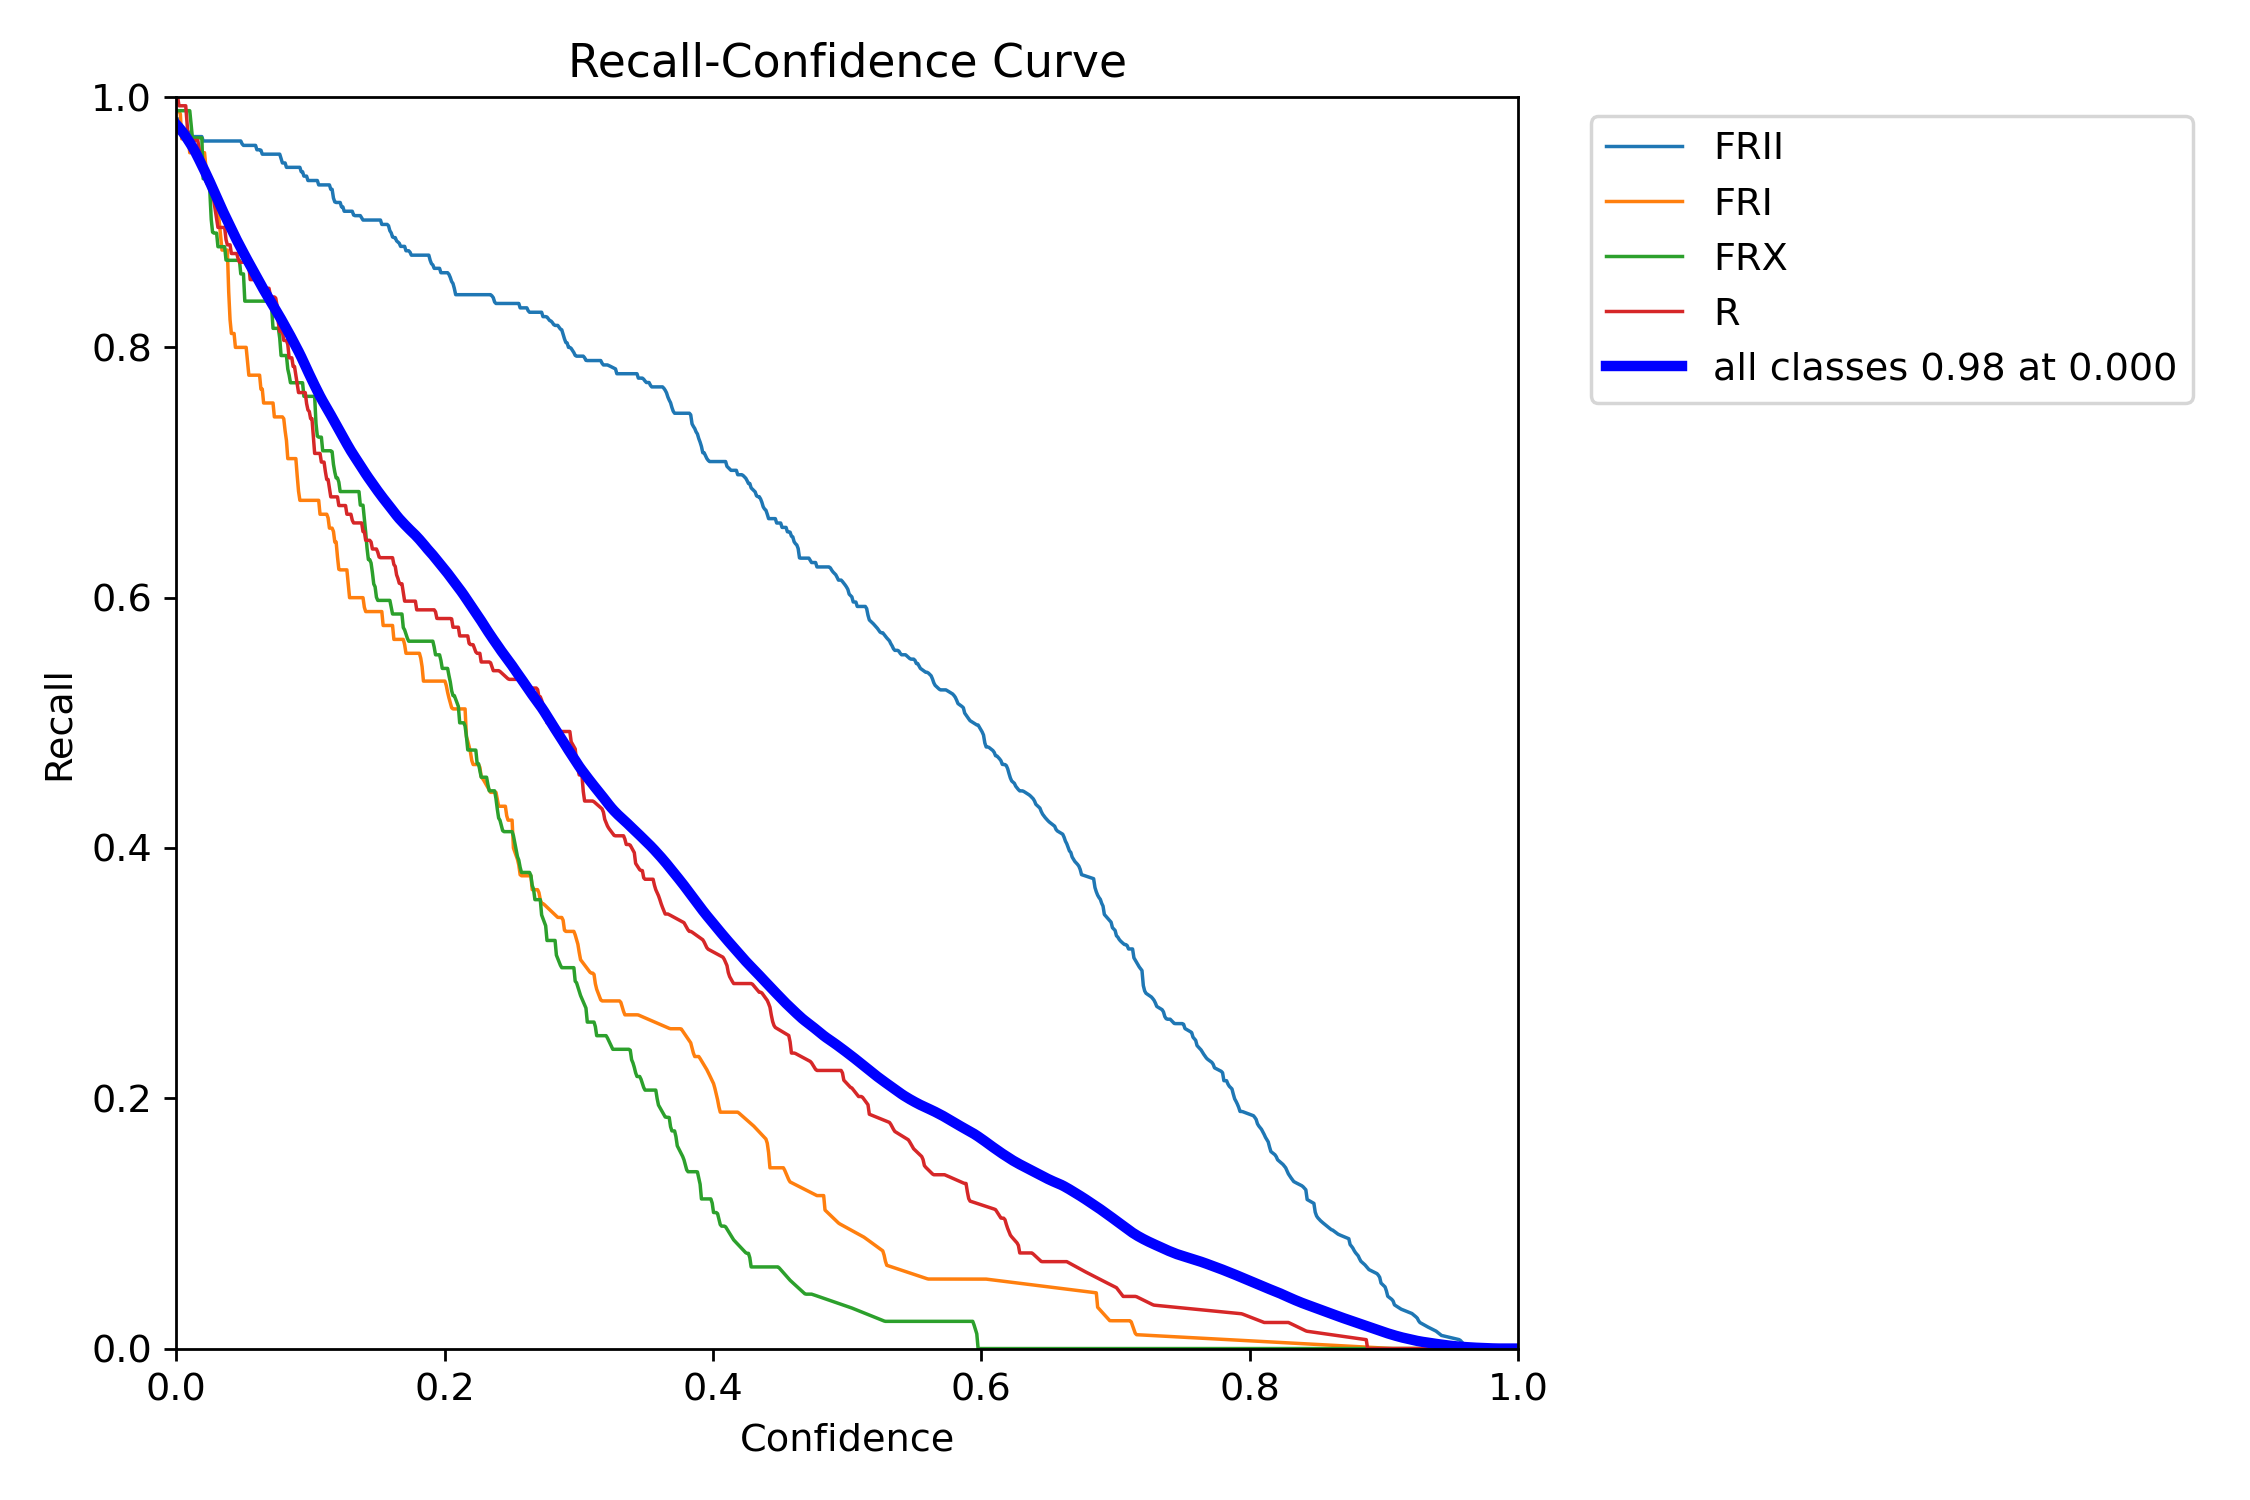 Recall-Confidence Curve
1.0
0.8
0.6
0.4
0.2
0.0
Recall
0.0 0.2 0.4 0.6 0.8 1.0
Confidence
FRII
FRI
FRX
R
all classes 0.98 at 0.000